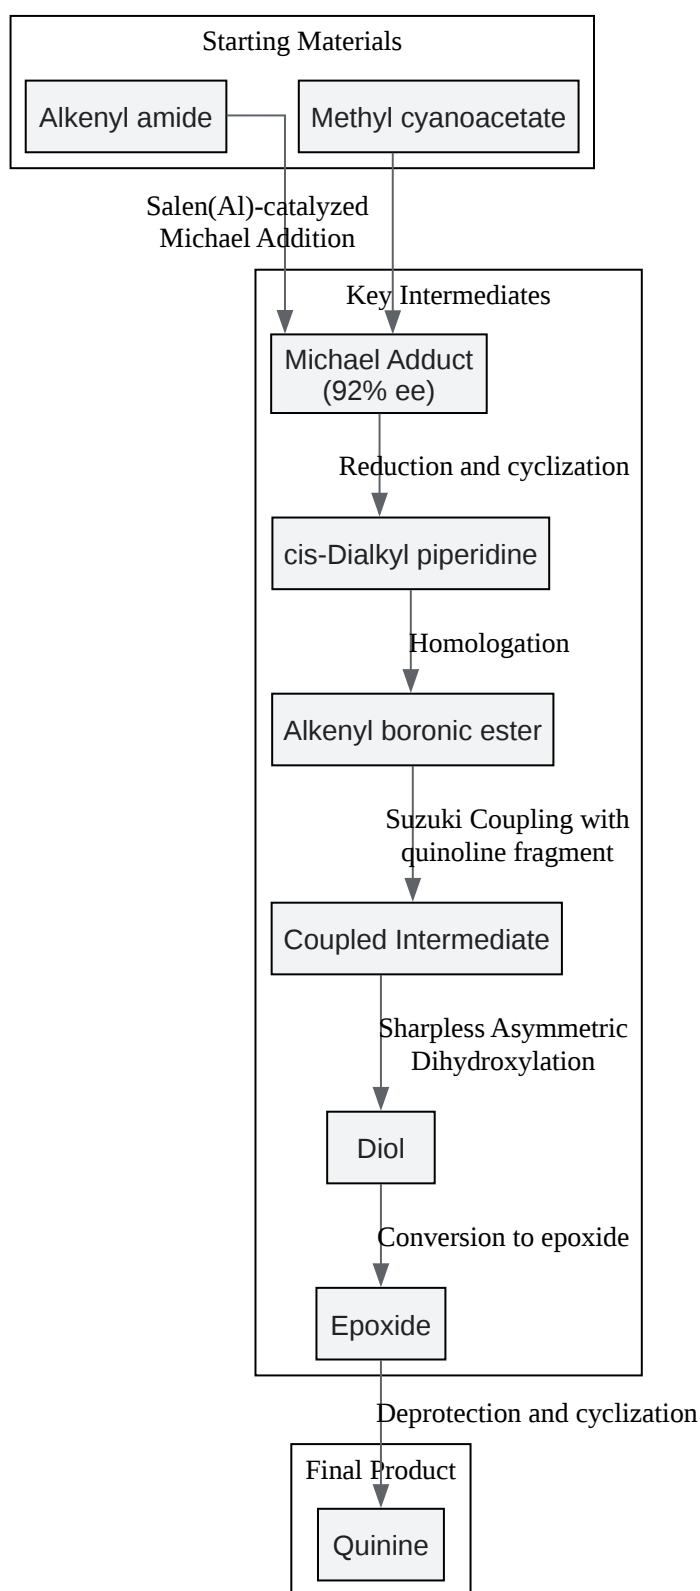 Starting Materials
Alkenyl amide
Methyl cyanoacetate
Salen(Al)-catalyzed
Michael Addition
Key Intermediates
Michael Adduct
(92% ee)
Reduction and cyclization
cis-Dialkyl piperidine
Homologation
Alkenyl boronic ester
Suzuki Coupling with
quinoline fragment
Coupled Intermediate
Sharpless Asymmetric
Dihydroxylation
Diol
Conversion to epoxide
Epoxide
Deprotection and cyclization
Final Product
Quinine